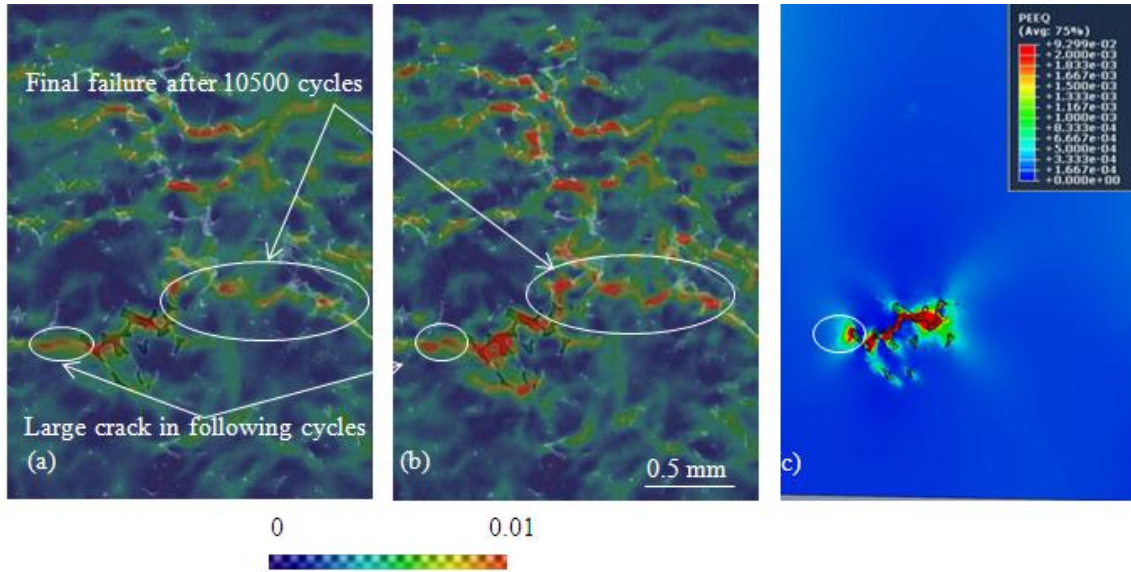 PEEQ
(Avg: 75%)
+9.299e-02
+2.000e-03
+1.833e-03
+1.667e-03
+1.500e-03
+1.333e-03
+1.167e-03
+1.000e-03
+8.333e-04
+6.667e-04
+5.000e-04
+3.333e-04
+1.667e-04
+0.000e+00
Final failure after 10500 cycles
Large crack in following cycles
(a)
(b)
0.5 mm
c)
0
0.01